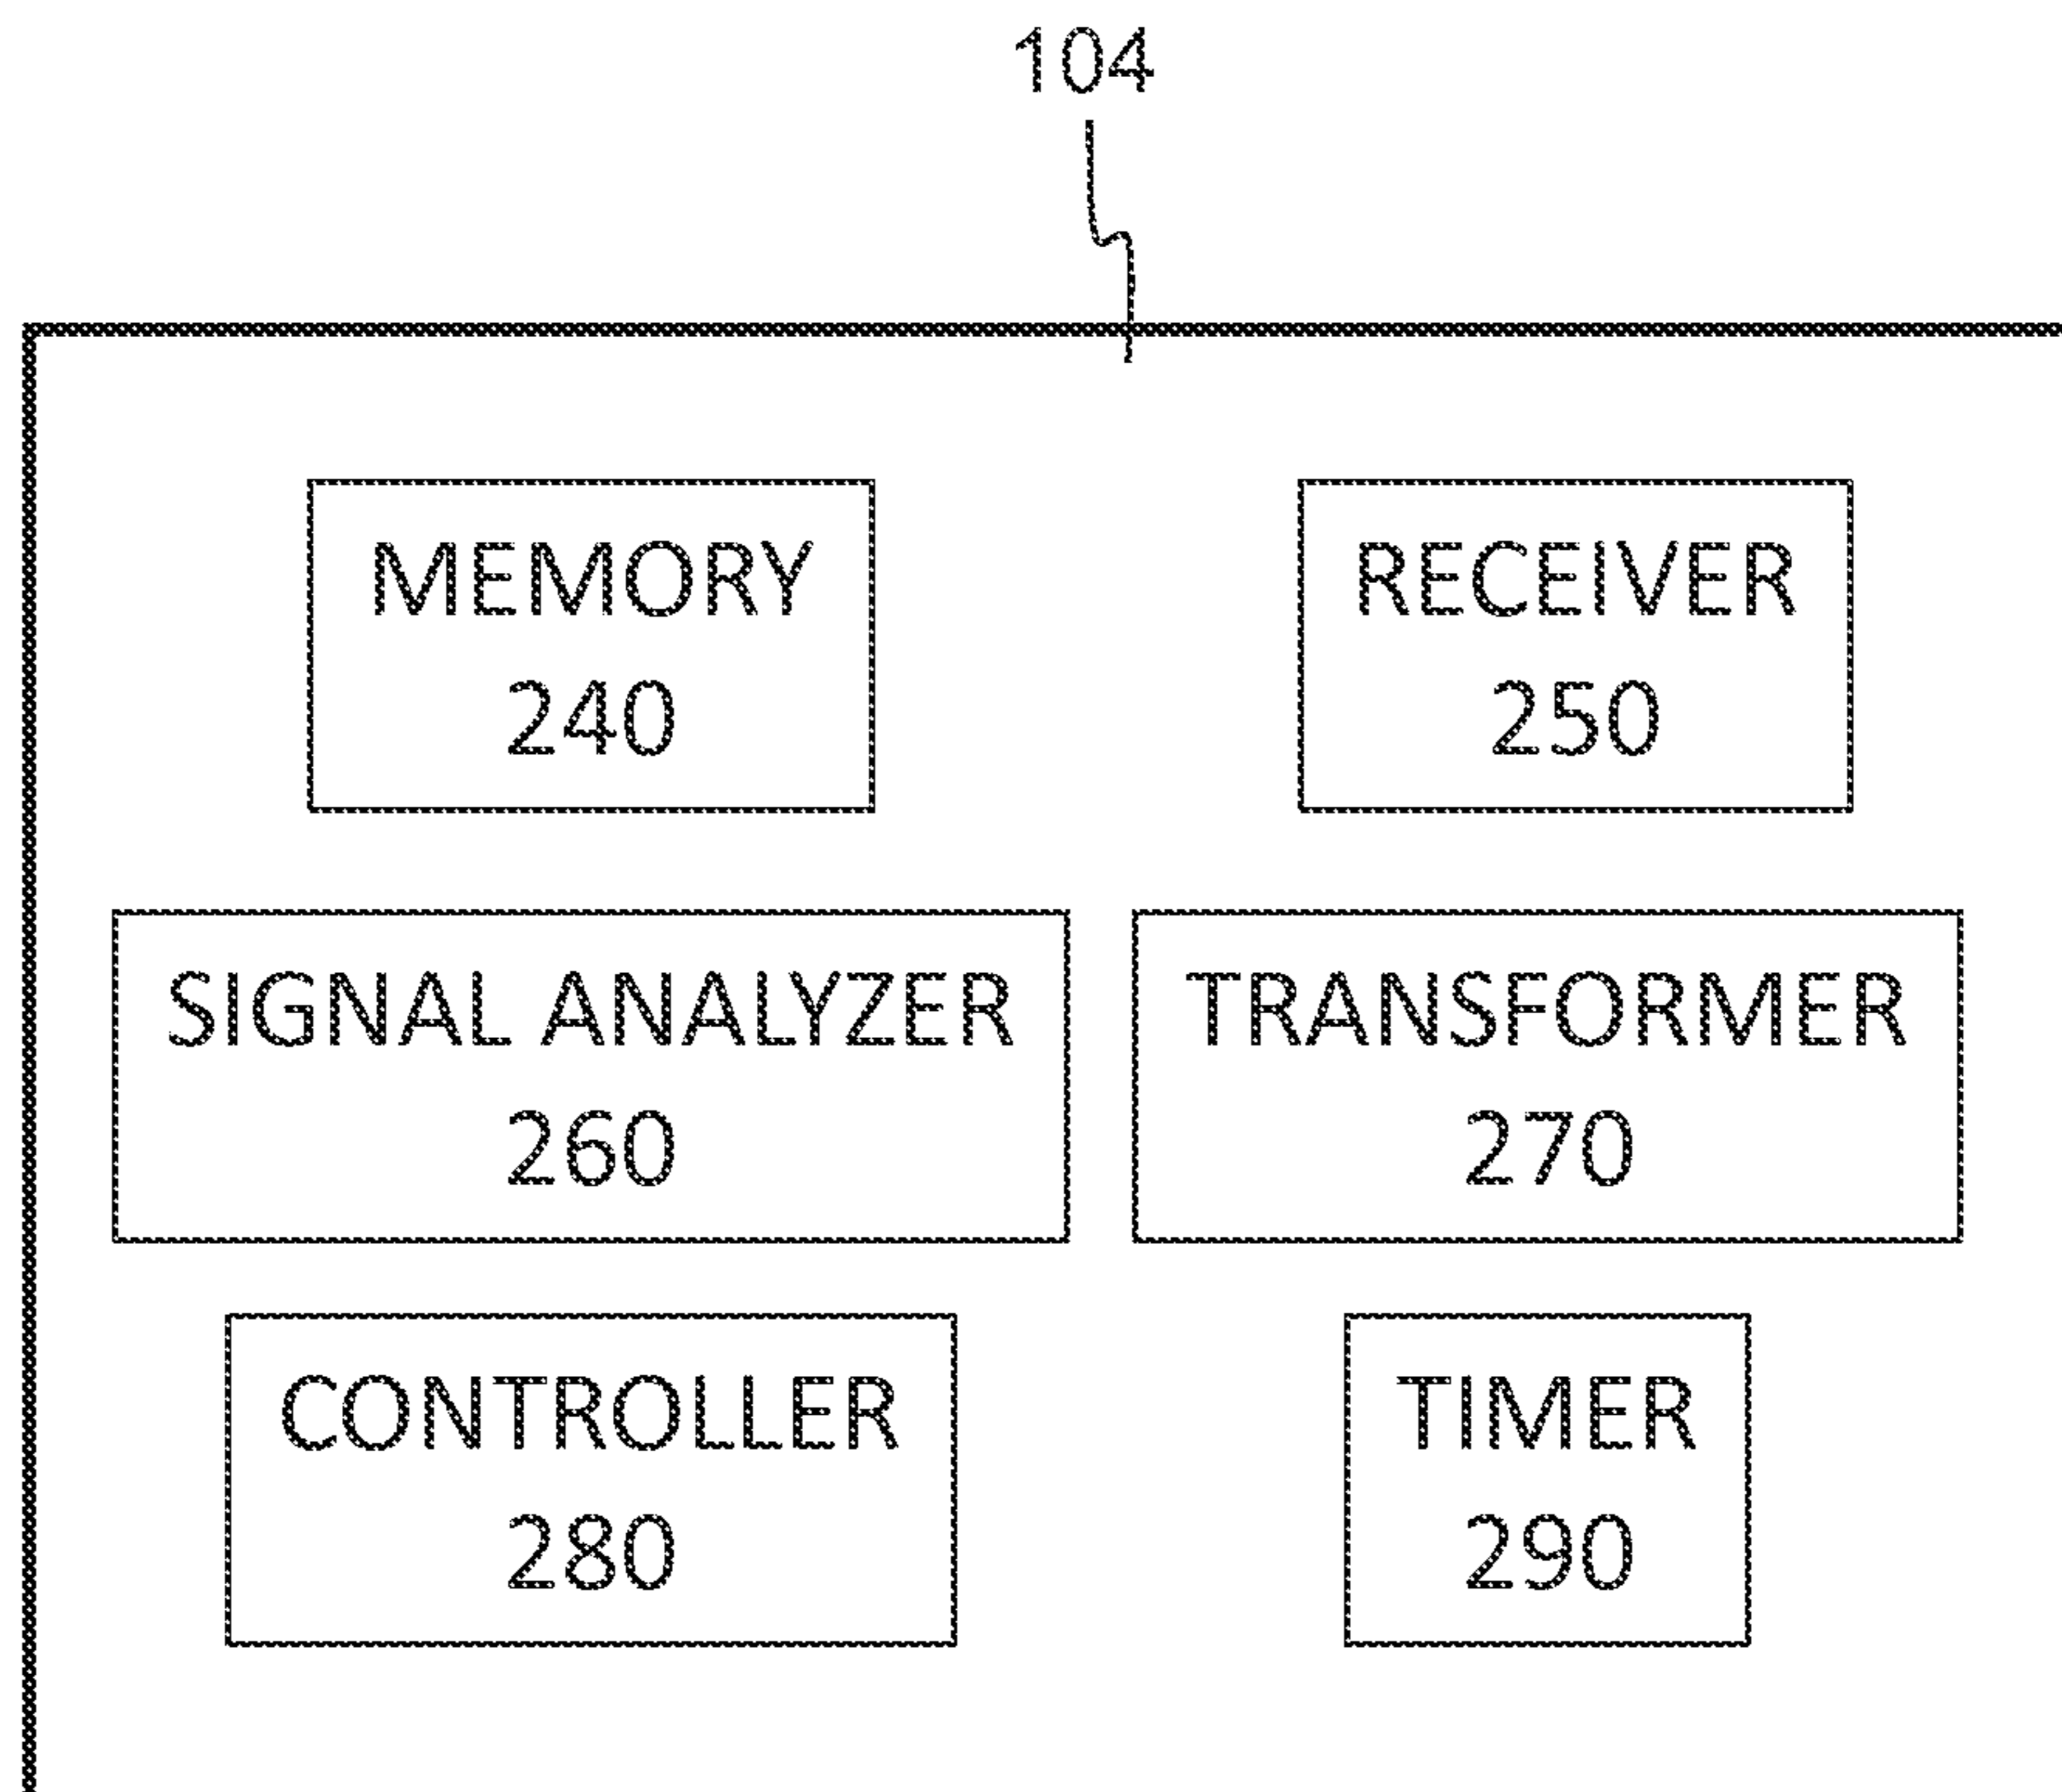 104
MEMORY
240
RECEIVER
250
SIGNAL ANALYZER
260
TRANSFORMER
270
CONTROLLER
280
TIMER
290